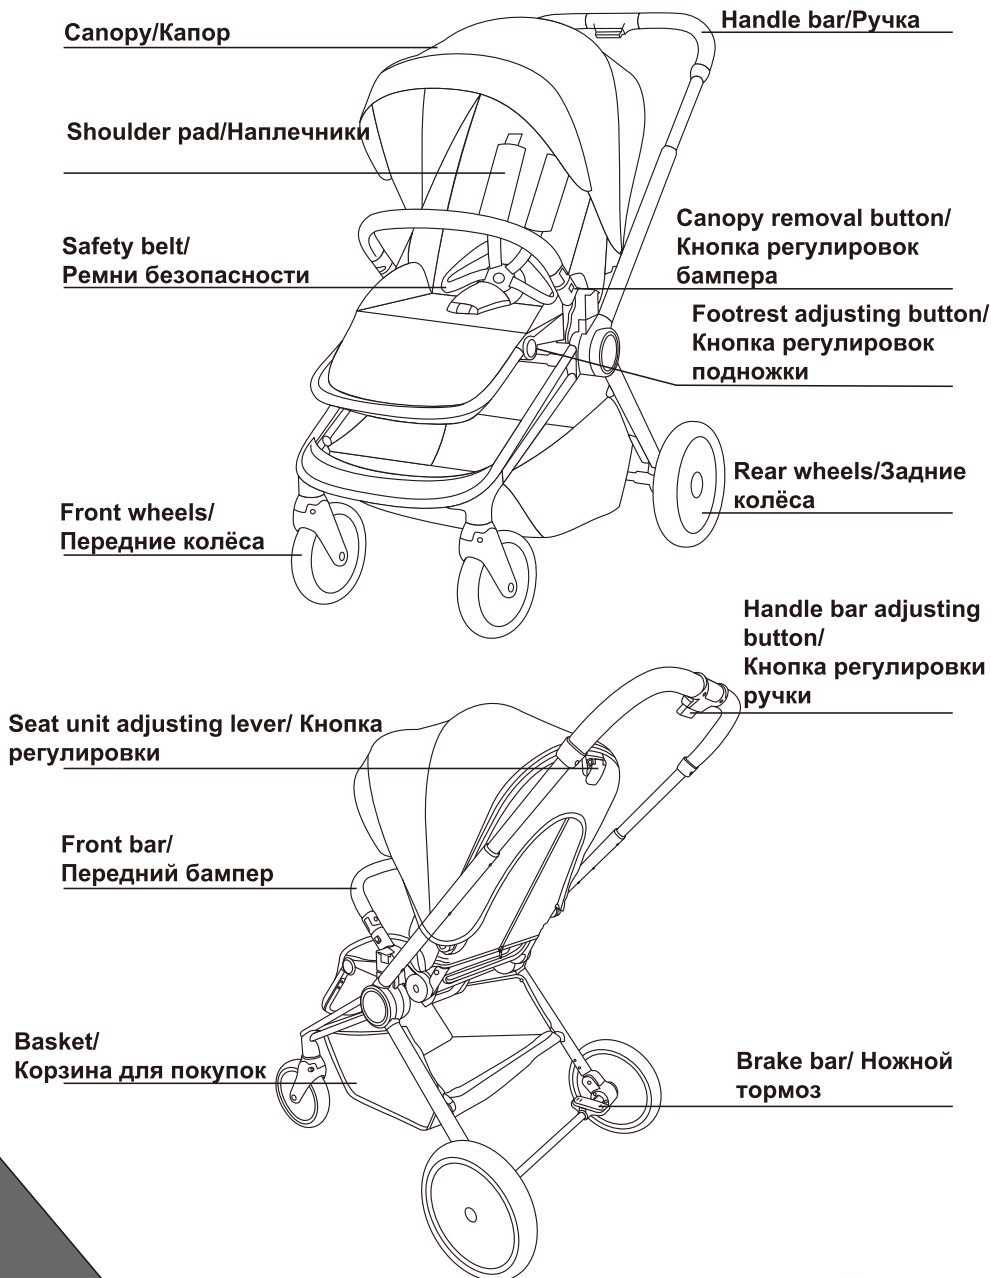 Canopy/Капор
Handle bar/Ручка
Shoulder pad/Наплечники
Safety belt/
Ремни безопасности
Canopy removal button/
Кнопка регулировок
бампера
Footrest adjusting button/
Кнопка регулировок
подножки
Rear wheels/Задние
колёса
Front wheels/
Передние колёса
Handle bar adjusting
button/
Кнопка регулировки
ручки
Seat unit adjusting lever/ Кнопка
регулировки
Front bar/
Передний бампер
Basket/
Корзина для покупок
Brake bar/ Ножной
тормоз